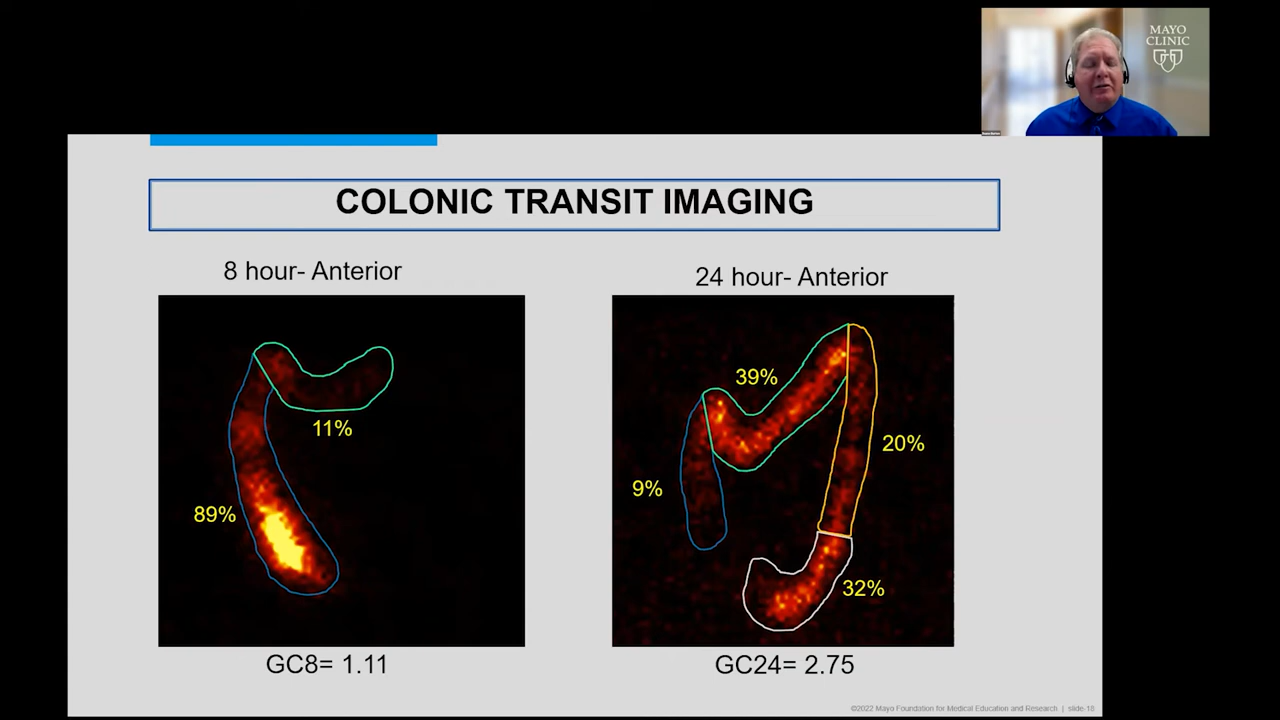 MAYO
CLINIC
COLONIC TRANSIT IMAGING
8 hour- Anterior
24 hour- Anterior
11%
89%
39%
20%
9%
32%
GC8= 1.11
GC24= 2.75
©2022 Mayo Foundation for Medical Education and Research | slide-18